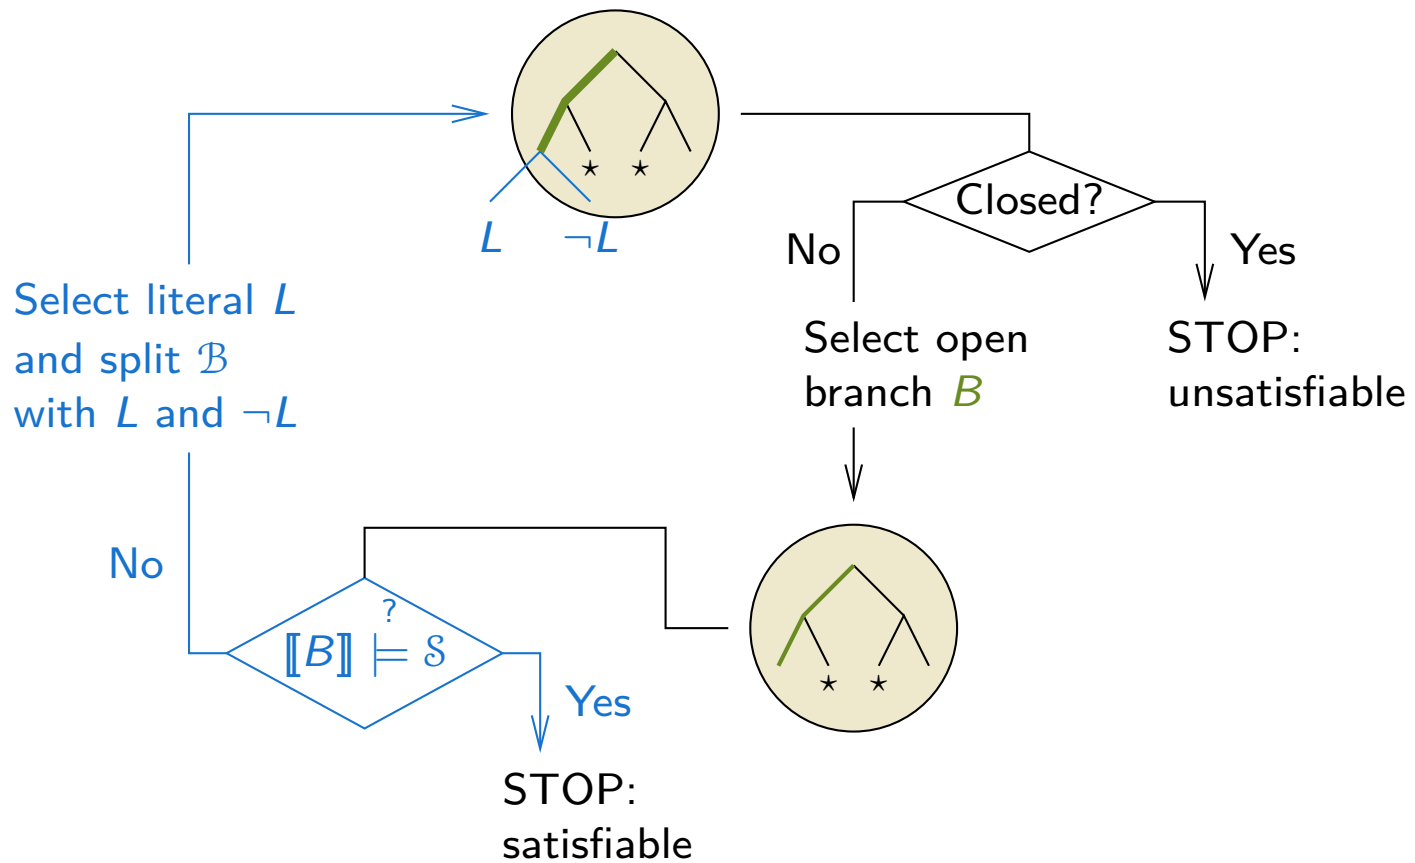 ⋆ ⋆
L ¬L
Closed?
No
Yes
Select literal L
and split ℬ
with L and ¬L
Select open
branch B
STOP:
unsatisfiable
No
?
⟦B⟧ ⊨ 𝒮
⋆ ⋆
Yes
STOP:
satisfiable